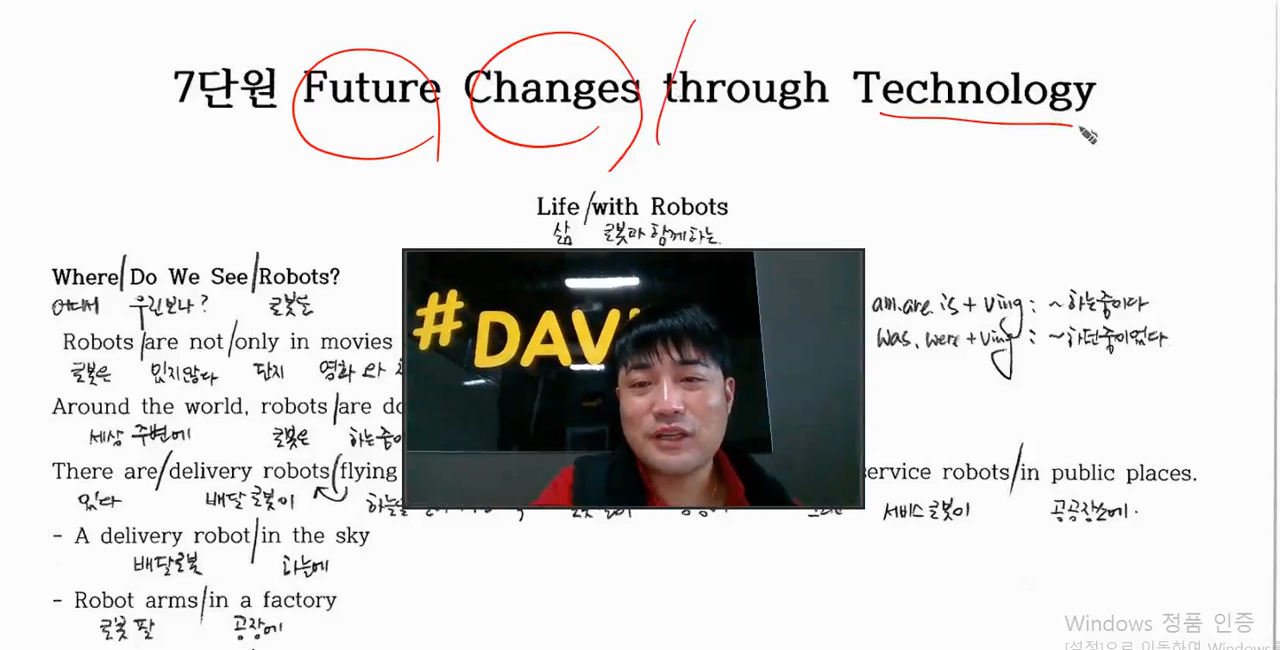 7단원 Future Changes through Technology
Life with Robots
삶 로봇과 함께하는.
Where Do We See Robots?
어디서 우린보나? 로봇을
#DAV
am.are.is + Ving : ~하는중이다
was. were + Ving : ~하던중이었다
Robots are not only in movies
로봇은 있지않다 단지 영화 와
Around the world, robots are do
세상 주변에 로봇은 하는중이
There are delivery robots flying
service robots in public places.
있다 배달 로봇이 하늘을
서비스 로봇이 공공장소에.
- A delivery robot in the sky
배달로봇 하늘에
- Robot arms in a factory
로봇 팔 공장에
Windows 정품 인증